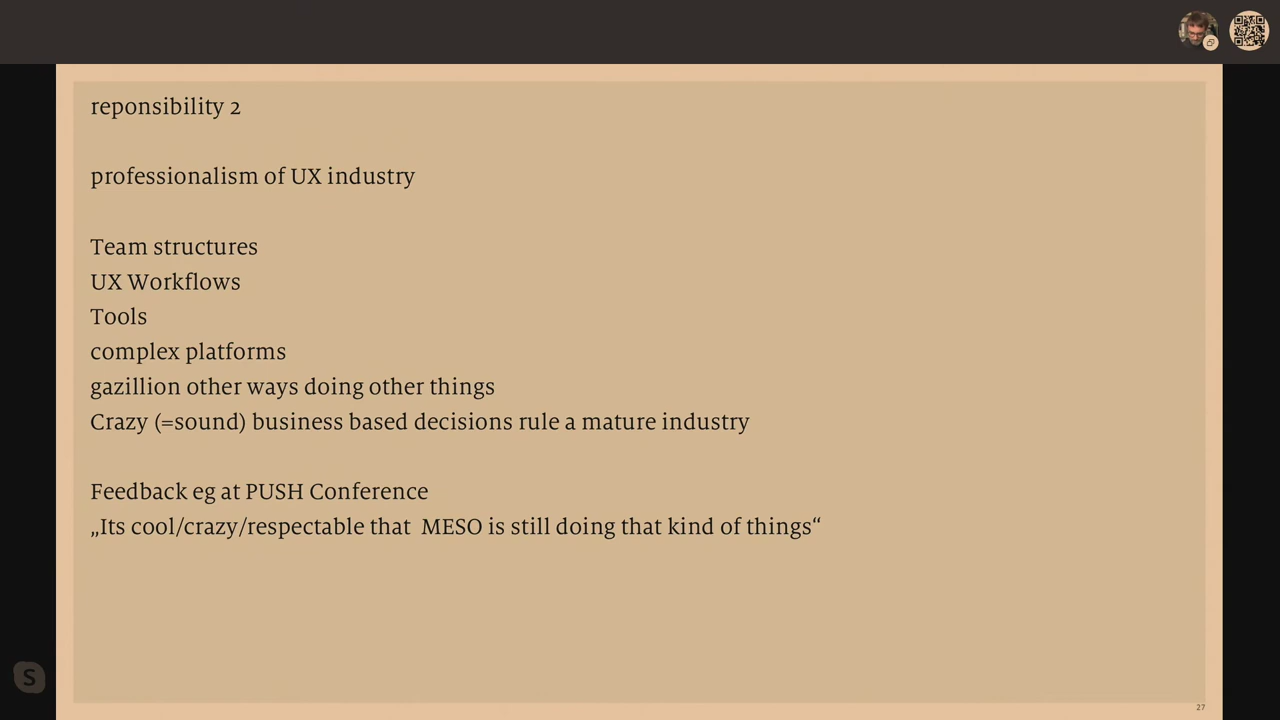 reponsibility 2
professionalism of UX industry
Team structures
UX Workflows
Tools
complex platforms
gazillion other ways doing other things
Crazy (=sound) business based decisions rule a mature industry
Feedback eg at PUSH Conference
„Its cool/crazy/respectable that  MESO is still doing that kind of things“
S
27